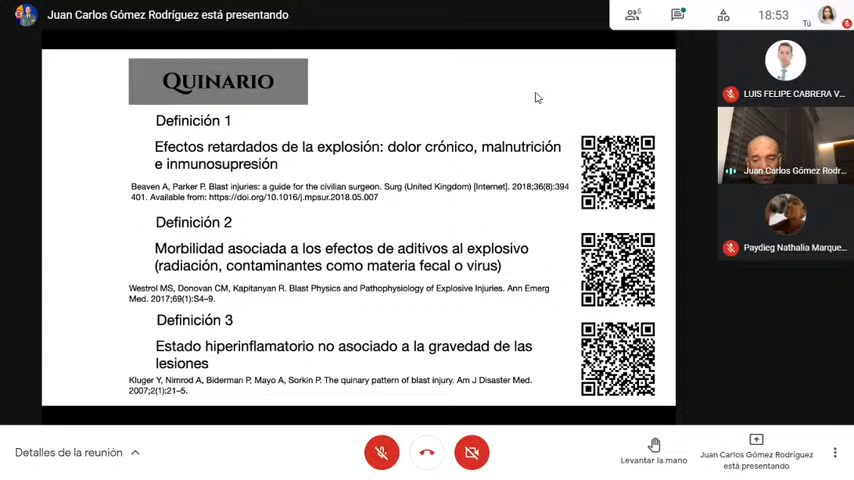 Juan Carlos Gómez Rodríguez está presentando
5
18:53
Tú
QUINARIO
Definición 1
Efectos retardados de la explosión: dolor crónico, malnutrición
e inmunosupresión
Beaven A, Parker P. Blast injuries: a guide for the civilian surgeon. Surg (United Kingdom) [Internet]. 2018;36(8):394
401. Available from: https://doi.org/10.1016/j.mpsur.2018.05.007
Definición 2
Morbilidad asociada a los efectos de aditivos al explosivo
(radiación, contaminantes como materia fecal o virus)
Westrol MS, Donovan CM, Kapitanyan R. Blast Physics and Pathophysiology of Explosive Injuries. Ann Emerg
Med. 2017;69(1):S4–9.
Definición 3
Estado hiperinflamatorio no asociado a la gravedad de las
lesiones
Kluger Y, Nimrod A, Biderman P, Mayo A, Sorkin P. The quinary pattern of blast injury. Am J Disaster Med.
2007;2(1):21–5.
LUIS FELIPE CABRERA V...
Juan Carlos Gómez Rodr...
Paydieg Nathalia Marque...
Detalles de la reunión
Levantar la mano
Juan Carlos Gómez Rodríguez
está presentando